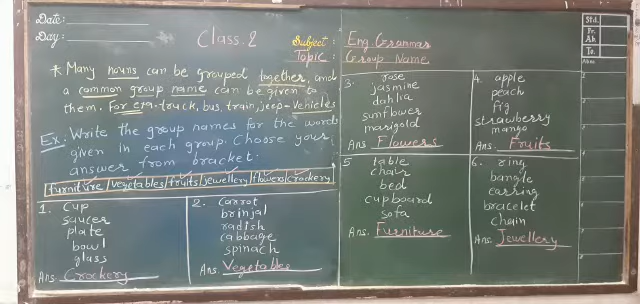 Date:
Day:
Class.2
Subject: Eng. Grammar
Topic: Group Name
* Many nouns can be grouped together, and
a common group name can be given to
them. For eg:- truck, bus, train, jeep - Vehicles
Ex: Write the group names for the words
given in each group. Choose your
answer from bracket:
furniture / vegetables / fruits / jewellery / flowers / crockery
1. Cup
saucer
plate
bowl
glass
Ans Crockery
2. Carrot
brinjal
radish
cabbage
spinach
Ans. Vegetables
3. rose
jasmine
dahlia
sunflower
marigold
Ans Flowers
4. apple
peach
fig
strawberry
mango
Ans. Fruits
5 table
chair
bed
cupboard
sofa
Ans. Furniture
6. ring
bangle
earring
bracelet
chain
Ans. Jewellery
Std.
Pr.
Ab
To.